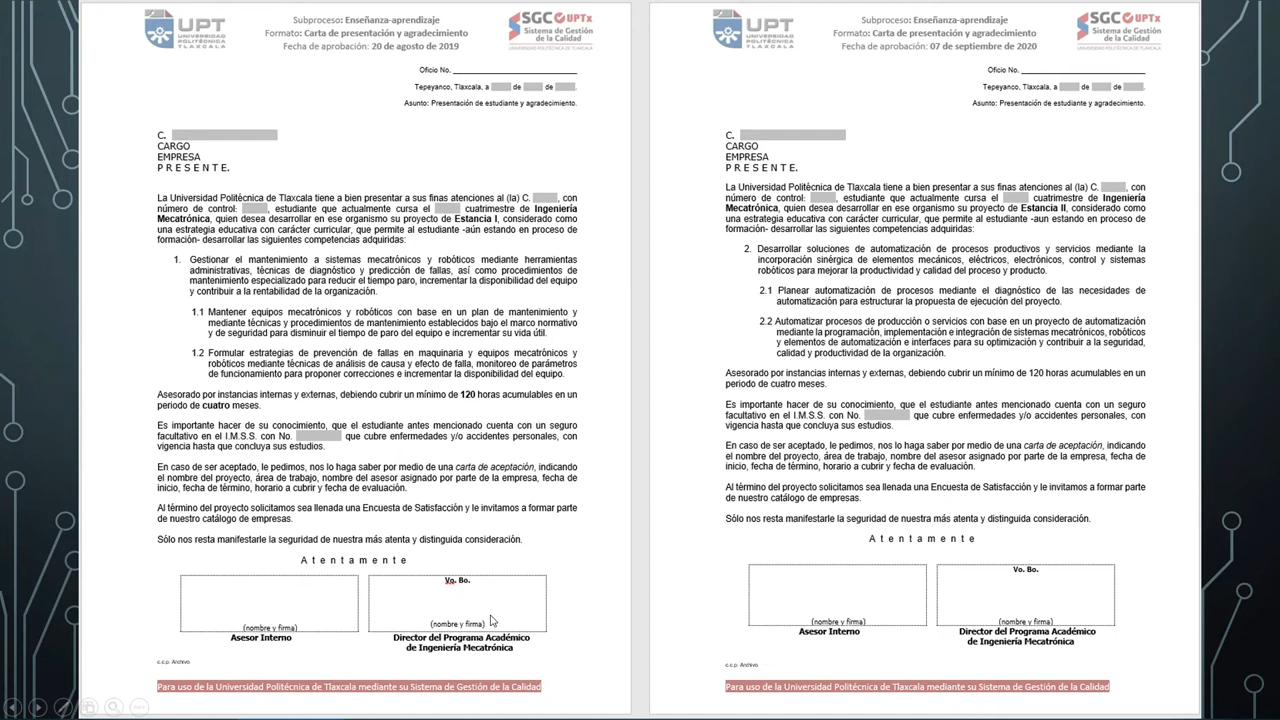 UPT
UNIVERSIDAD
POLITÉCNICA
TLAXCALA
Subproceso: Enseñanza-aprendizaje
Formato: Carta de presentación y agradecimiento
Fecha de aprobación: 20 de agosto de 2019
SGC UPTx
Sistema de Gestión
de la Calidad
UNIVERSIDAD POLITÉCNICA DE TLAXCALA
Oficio No.
Tepeyanco, Tlaxcala, a de de .
Asunto: Presentación de estudiante y agradecimiento.
C.
CARGO
EMPRESA
P R E S E N T E.
La Universidad Politécnica de Tlaxcala tiene a bien presentar a sus finas atenciones al (la) C. , con
número de control: , estudiante que actualmente cursa el cuatrimestre de Ingeniería
Mecatrónica, quien desea desarrollar en ese organismo su proyecto de Estancia I, considerado como
una estrategia educativa con carácter curricular, que permite al estudiante -aún estando en proceso de
formación- desarrollar las siguientes competencias adquiridas:
1. Gestionar el mantenimiento a sistemas mecatrónicos y robóticos mediante herramientas
administrativas, técnicas de diagnóstico y predicción de fallas, así como procedimientos de
mantenimiento especializado para reducir el tiempo paro, incrementar la disponibilidad del equipo
y contribuir a la rentabilidad de la organización.
1.1 Mantener equipos mecatrónicos y robóticos con base en un plan de mantenimiento y
mediante técnicas y procedimientos de mantenimiento establecidos bajo el marco normativo
y de seguridad para disminuir el tiempo de paro del equipo e incrementar su vida útil.
1.2 Formular estrategias de prevención de fallas en maquinaria y equipos mecatrónicos y
robóticos mediante técnicas de análisis de causa y efecto de falla, monitoreo de parámetros
de funcionamiento para proponer correcciones e incrementar la disponibilidad del equipo.
Asesorado por instancias internas y externas, debiendo cubrir un mínimo de 120 horas acumulables en un
periodo de cuatro meses.
Es importante hacer de su conocimiento, que el estudiante antes mencionado cuenta con un seguro
facultativo en el I.M.S.S. con No. que cubre enfermedades y/o accidentes personales, con
vigencia hasta que concluya sus estudios.
En caso de ser aceptado, le pedimos, nos lo haga saber por medio de una carta de aceptación, indicando
el nombre del proyecto, área de trabajo, nombre del asesor asignado por parte de la empresa, fecha de
inicio, fecha de término, horario a cubrir y fecha de evaluación.
Al término del proyecto solicitamos sea llenada una Encuesta de Satisfacción y le invitamos a formar parte
de nuestro catálogo de empresas.
Sólo nos resta manifestarle la seguridad de nuestra más atenta y distinguida consideración.
A t e n t a m e n t e
Vo. Bo.
(nombre y firma) (nombre y firma)
Asesor Interno Director del Programa Académico
de Ingeniería Mecatrónica
c.c.p. Archivo
Para uso de la Universidad Politécnica de Tlaxcala mediante su Sistema de Gestión de la Calidad
UPT
UNIVERSIDAD
POLITÉCNICA
TLAXCALA
Subproceso: Enseñanza-aprendizaje
Formato: Carta de presentación y agradecimiento
Fecha de aprobación: 07 de septiembre de 2020
SGC UPTx
Sistema de Gestión
de la Calidad
UNIVERSIDAD POLITÉCNICA DE TLAXCALA
Oficio No.
Tepeyanco, Tlaxcala, a de de .
Asunto: Presentación de estudiante y agradecimiento.
C.
CARGO
EMPRESA
P R E S E N T E.
La Universidad Politécnica de Tlaxcala tiene a bien presentar a sus finas atenciones al (la) C. , con
número de control: , estudiante que actualmente cursa el cuatrimestre de Ingeniería
Mecatrónica, quien desea desarrollar en ese organismo su proyecto de Estancia II, considerado como
una estrategia educativa con carácter curricular, que permite al estudiante -aun estando en proceso de
formación- desarrollar las siguientes competencias adquiridas:
2. Desarrollar soluciones de automatización de procesos productivos y servicios mediante la
incorporación sinérgica de elementos mecánicos, eléctricos, electrónicos, control y sistemas
robóticos para mejorar la productividad y calidad del proceso y producto.
2.1 Planear automatización de procesos mediante el diagnóstico de las necesidades de
automatización para estructurar la propuesta de ejecución del proyecto.
2.2 Automatizar procesos de producción o servicios con base en un proyecto de automatización
mediante la programación, implementación e integración de sistemas mecatrónicos, robóticos
y elementos de automatización e interfaces para su optimización y contribuir a la seguridad,
calidad y productividad de la organización.
Asesorado por instancias internas y externas, debiendo cubrir un mínimo de 120 horas acumulables en un
periodo de cuatro meses.
Es importante hacer de su conocimiento, que el estudiante antes mencionado cuenta con un seguro
facultativo en el I.M.S.S. con No. que cubre enfermedades y/o accidentes personales, con
vigencia hasta que concluya sus estudios.
En caso de ser aceptado, le pedimos, nos lo haga saber por medio de una carta de aceptación, indicando
el nombre del proyecto, área de trabajo, nombre del asesor asignado por parte de la empresa, fecha de
inicio, fecha de término, horario a cubrir y fecha de evaluación.
Al término del proyecto solicitamos sea llenada una Encuesta de Satisfacción y le invitamos a formar parte
de nuestro catálogo de empresas.
Sólo nos resta manifestarle la seguridad de nuestra más atenta y distinguida consideración.
A t e n t a m e n t e
Vo. Bo.
(nombre y firma) (nombre y firma)
Asesor Interno Director del Programa Académico
de Ingeniería Mecatrónica
c.c.p. Archivo
Para uso de la Universidad Politécnica de Tlaxcala mediante su Sistema de Gestión de la Calidad